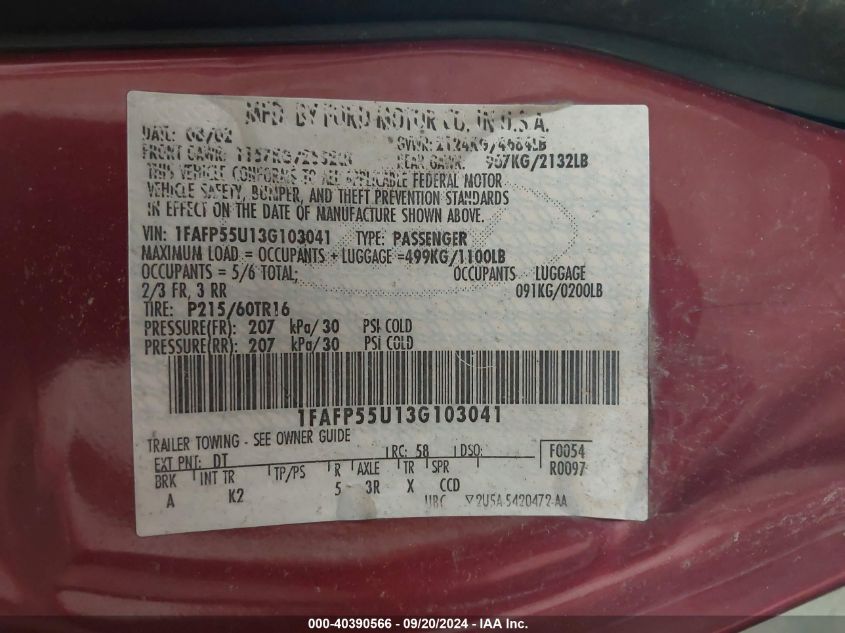 MFD. BY FORD MOTOR CO. IN U.S.A.
DATE: 08/02 GVWR: 2124KG/4684LB
FRONT GAWR: 1157KG/2552LB REAR GAWR: 967KG/2132LB
THIS VEHICLE CONFORMS TO ALL APPLICABLE FEDERAL MOTOR
VEHICLE SAFETY, BUMPER, AND THEFT PREVENTION STANDARDS
IN EFFECT ON THE DATE OF MANUFACTURE SHOWN ABOVE.
VIN: 1FAFP55U13G103041 TYPE: PASSENGER
MAXIMUM LOAD = OCCUPANTS + LUGGAGE =499KG/1100LB
OCCUPANTS = 5/6 TOTAL; OCCUPANTS LUGGAGE
2/3 FR, 3 RR 091KG/0200LB
TIRE: P215/60TR16
PRESSURE(FR): 207 kPa/30 PSI COLD
PRESSURE(RR): 207 kPa/30 PSI COLD
1FAFP55U13G103041
TRAILER TOWING - SEE OWNER GUIDE
EXT PNT: DT RC: 58 DSO: F0054
BRK INT TR TP/PS R AXLE TR SPR R0097
A K2 5 3R X CCD
UBC 2U5A 5420472-AA
000-40390566 - 09/20/2024 - IAA Inc.